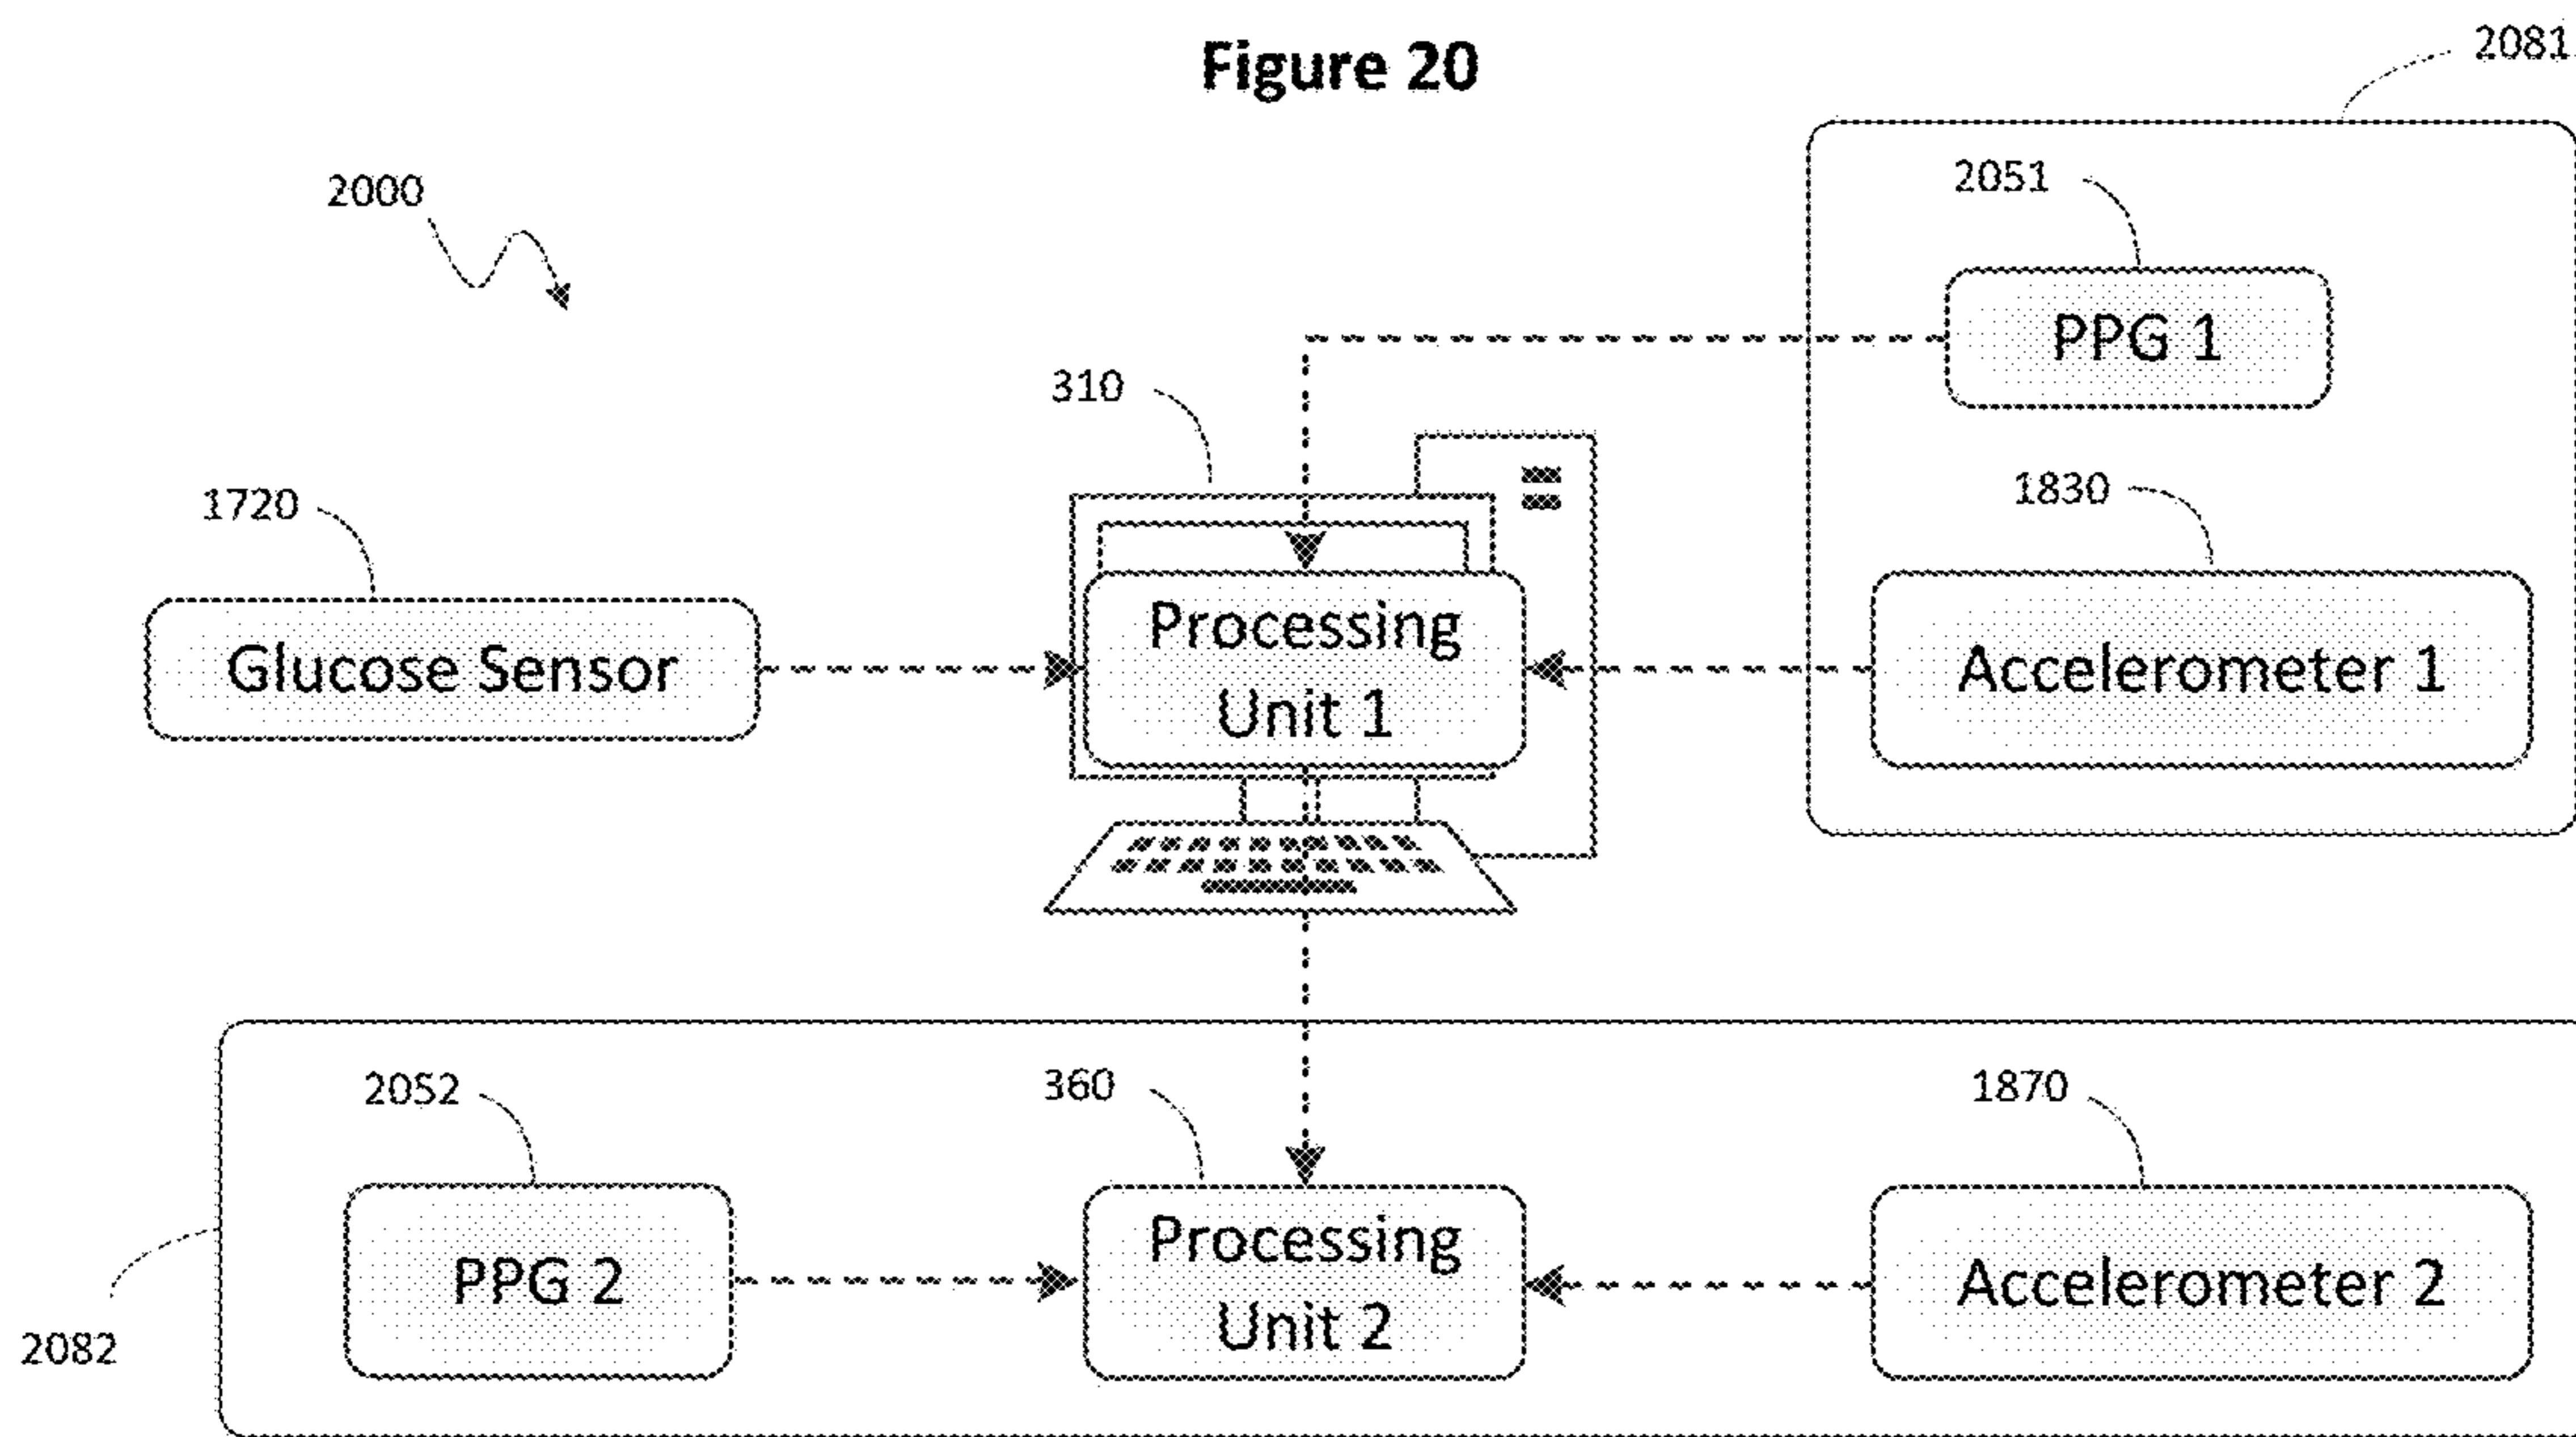 Figure 20
2081
2000
2051
PPG 1
310
1720
1830
Glucose Sensor
Processing
Unit 1
Accelerometer 1
2052
360
1870
PPG 2
Processing
Unit 2
Accelerometer 2
2082